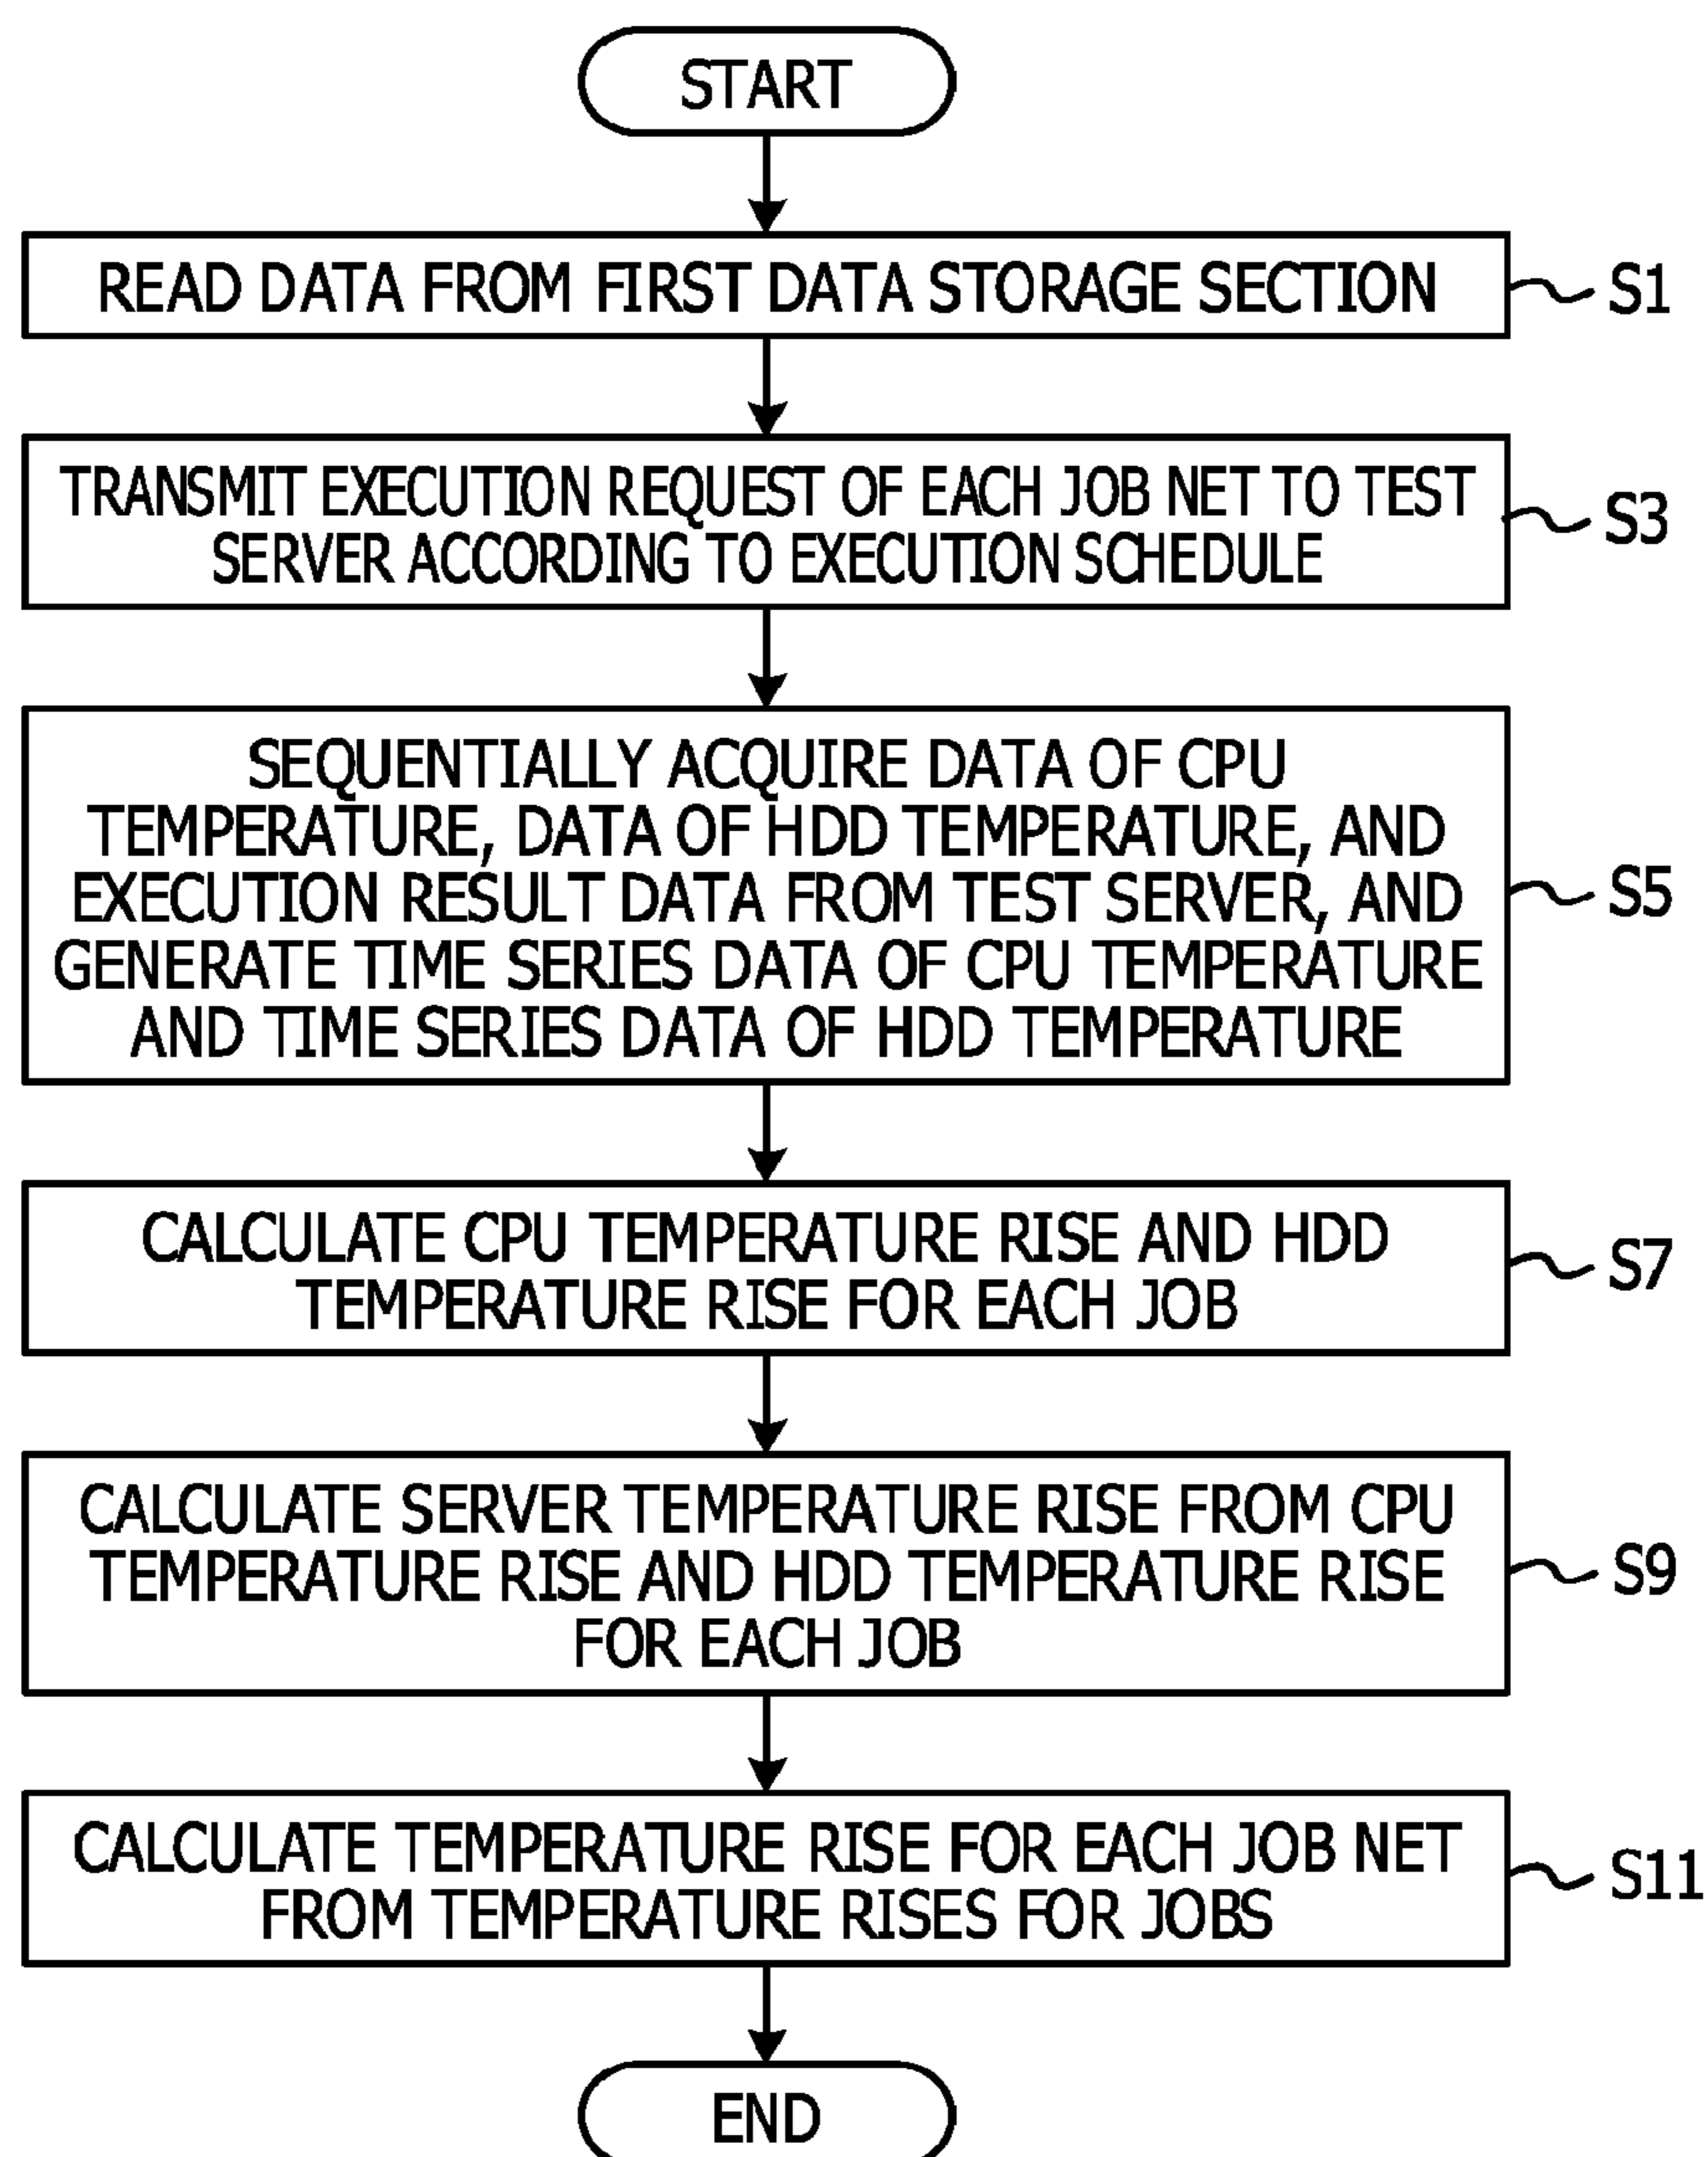 START
READ DATA FROM FIRST DATA STORAGE SECTION
S1
TRANSMIT EXECUTION REQUEST OF EACH JOB NET TO TEST
SERVER ACCORDING TO EXECUTION SCHEDULE
S3
SEQUENTIALLY ACQUIRE DATA OF CPU
TEMPERATURE, DATA OF HDD TEMPERATURE, AND
EXECUTION RESULT DATA FROM TEST SERVER, AND
GENERATE TIME SERIES DATA OF CPU TEMPERATURE
AND TIME SERIES DATA OF HDD TEMPERATURE
S5
CALCULATE CPU TEMPERATURE RISE AND HDD
TEMPERATURE RISE FOR EACH JOB
S7
CALCULATE SERVER TEMPERATURE RISE FROM CPU
TEMPERATURE RISE AND HDD TEMPERATURE RISE
FOR EACH JOB
S9
CALCULATE TEMPERATURE RISE FOR EACH JOB NET
FROM TEMPERATURE RISES FOR JOBS
S11
END